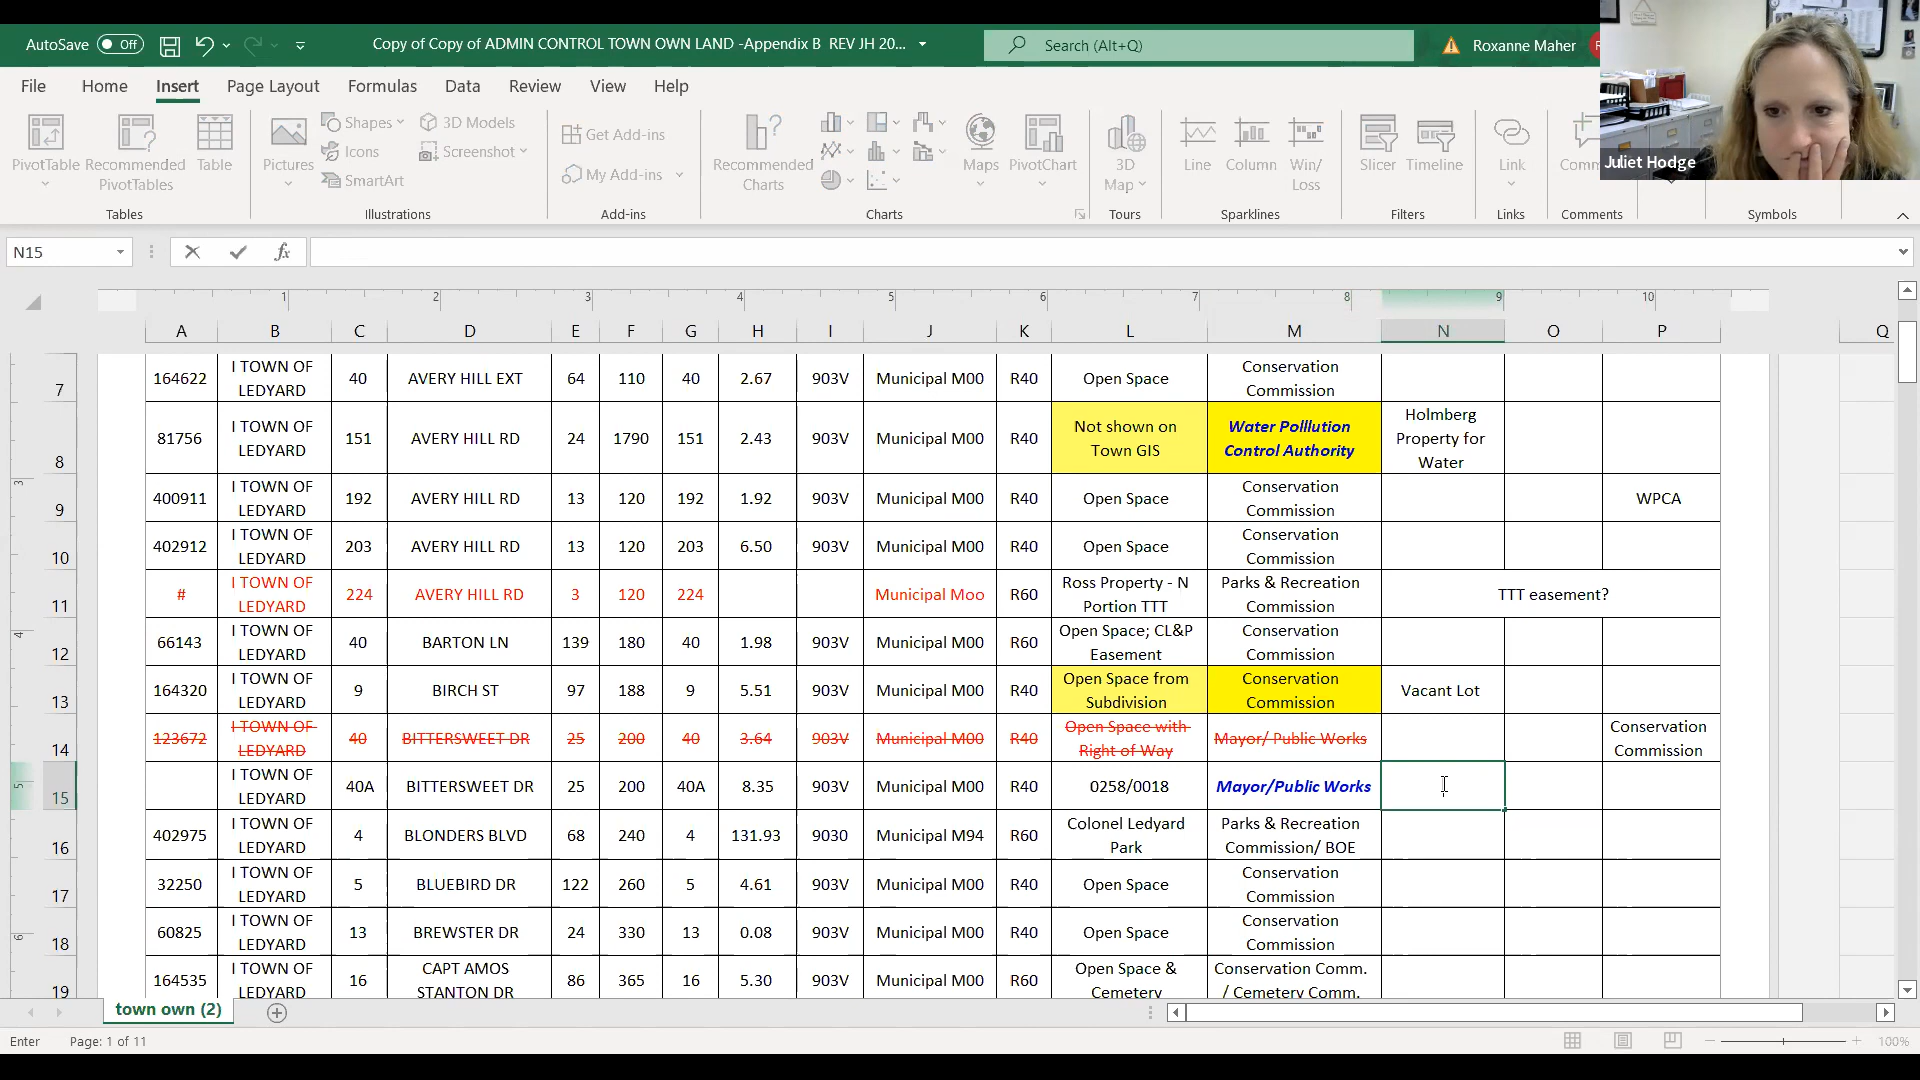 AutoSave Off
Copy of Copy of ADMIN CONTROL TOWN OWN LAND -Appendix B REV JH 20...
Search (Alt+Q)
Roxanne Maher
File Home Insert Page Layout Formulas Data Review View Help
PivotTable
Recommended
PivotTables
Table
Tables
Pictures
Shapes
Icons
SmartArt
3D Models
Screenshot
Illustrations
Get Add-ins
My Add-ins
Add-ins
Recommended
Charts
Maps
PivotChart
Charts
3D
Map
Tours
Line
Column
Win/
Loss
Sparklines
Slicer
Timeline
Filters
Link
Links
Comments
Symbols
Juliet Hodge
N15
fx
1 2 3 4 5 6 7 8 9 10
A B C D E F G H I J K L M N O P Q
7 164622 I TOWN OF LEDYARD 40 AVERY HILL EXT 64 110 40 2.67 903V Municipal M00 R40 Open Space Conservation Commission
8 81756 I TOWN OF LEDYARD 151 AVERY HILL RD 24 1790 151 2.43 903V Municipal M00 R40 Not shown on Town GIS Water Polllution Control Authority Holmberg Property for Water
9 400911 I TOWN OF LEDYARD 192 AVERY HILL RD 13 120 192 1.92 903V Municipal M00 R40 Open Space Conservation Commission WPCA
10 402912 I TOWN OF LEDYARD 203 AVERY HILL RD 13 120 203 6.50 903V Municipal M00 R40 Open Space Conservation Commission
11 # I TOWN OF LEDYARD 224 AVERY HILL RD 3 120 224 Municipal Moo R60 Ross Property - N Portion TTT Parks & Recreation Commission TTT easement?
12 66143 I TOWN OF LEDYARD 40 BARTON LN 139 180 40 1.98 903V Municipal M00 R60 Open Space; CL&P Easement Conservation Commission
13 164320 I TOWN OF LEDYARD 9 BIRCH ST 97 188 9 5.51 903V Municipal M00 R40 Open Space from Subdivision Conservation Commission Vacant Lot
14 123672 I TOWN OF LEDYARD 40 BITTERSWEET DR 25 200 40 3.64 903V Municipal M00 R40 Open Space with Right of Way Mayor/ Public Works Conservation Commission
15 I TOWN OF LEDYARD 40A BITTERSWEET DR 25 200 40A 8.35 903V Municipal M00 R40 0258/0018 Mayor/Public Works
16 402975 I TOWN OF LEDYARD 4 BLONDERS BLVD 68 240 4 131.93 9030 Municipal M94 R60 Colonel Ledyard Park Parks & Recreation Commission/ BOE
17 32250 I TOWN OF LEDYARD 5 BLUEBIRD DR 122 260 5 4.61 903V Municipal M00 R40 Open Space Conservation Commission
18 60825 I TOWN OF LEDYARD 13 BREWSTER DR 24 330 13 0.08 903V Municipal M00 R40 Open Space Conservation Commission
19 164535 I TOWN OF LEDYARD 16 CAPT AMOS STANTON DR 86 365 16 5.30 903V Municipal M00 R60 Open Space & Cemetery Conservation Comm. / Cemetery Comm.
3
4
5
6
town own (2)
Enter Page: 1 of 11 100%